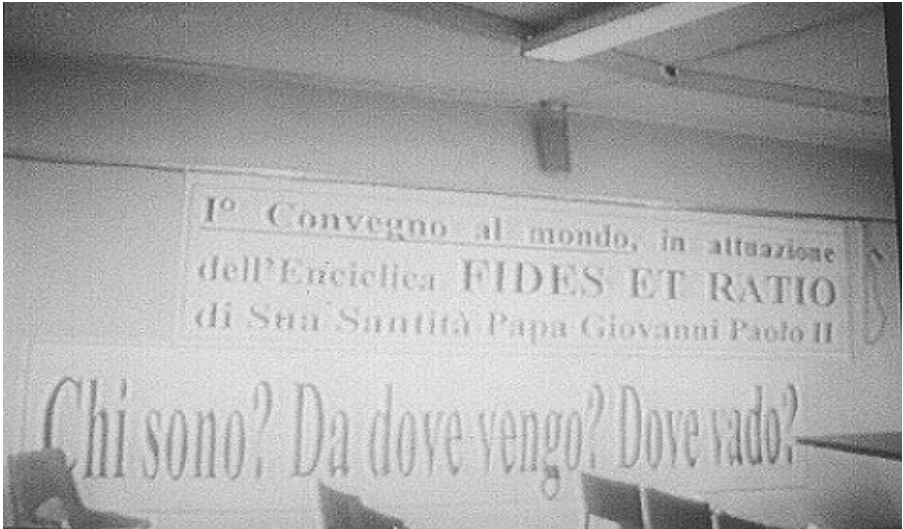 Iº Convegno al mondo, in attuazione
dell'Enciclica FIDES ET RATIO
di Sua Santità Papa Giovanni Paolo II
Chi sono? Da dove vengo? Dove vado?